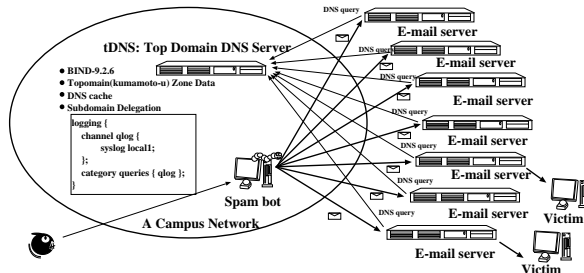 DNS query
E-mail server
tDNS: Top Domain DNS Server
DNS query
E-mail server
● BIND-9.2.6
● Topomain(kumamoto-u) Zone Data
● DNS cache
● Subdomain Delegation
DNS query
E-mail server
logging {
channel qlog {
syslog local1;
};
category queries { qlog };
}
DNS query
E-mail server
DNS query
E-mail server
Spam bot
DNS query
E-mail server
Victim
A Campus Network
DNS query
E-mail server
Victim